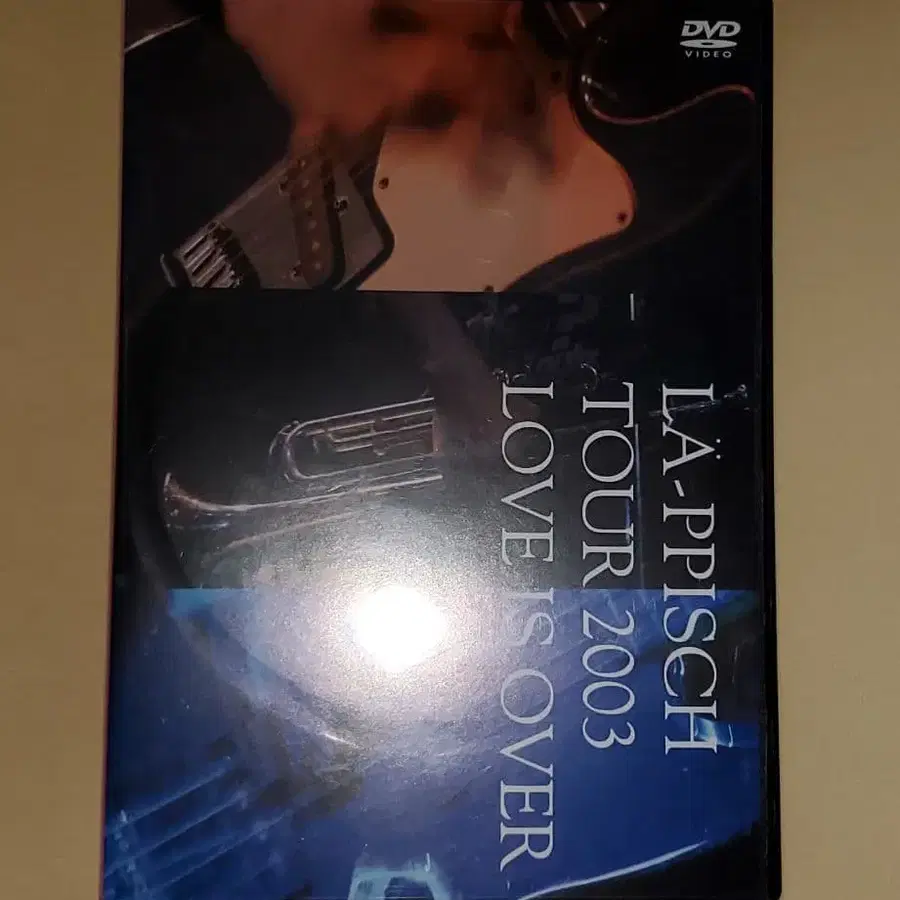 DVD
VIDEO
LÄ-PPISCH
TOUR 2003
LOVE IS OVER